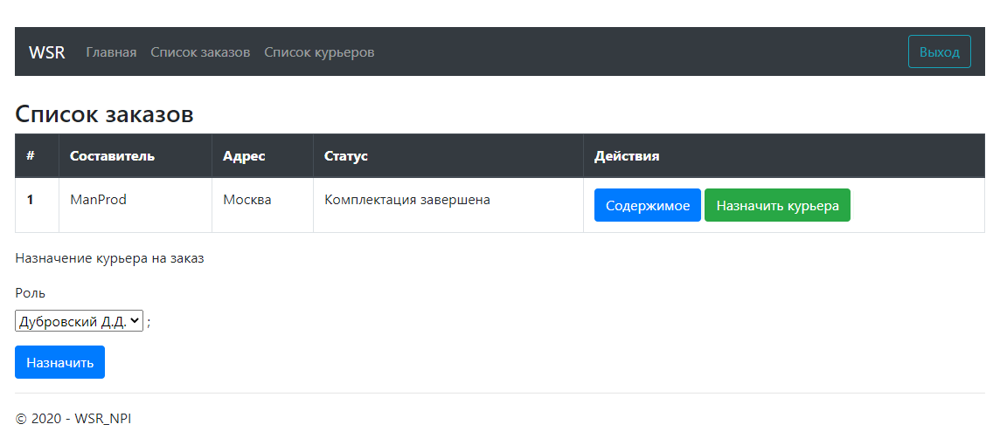 WSR Главная Список заказов Список курьеров Выход
Список заказов
# Составитель Адрес Статус Действия
1 ManProd Москва Комплектация завершена Содержимое Назначить курьера
Назначение курьера на заказ
Роль
Дубровский Д.Д. ;
Назначить
© 2020 - WSR_NPI